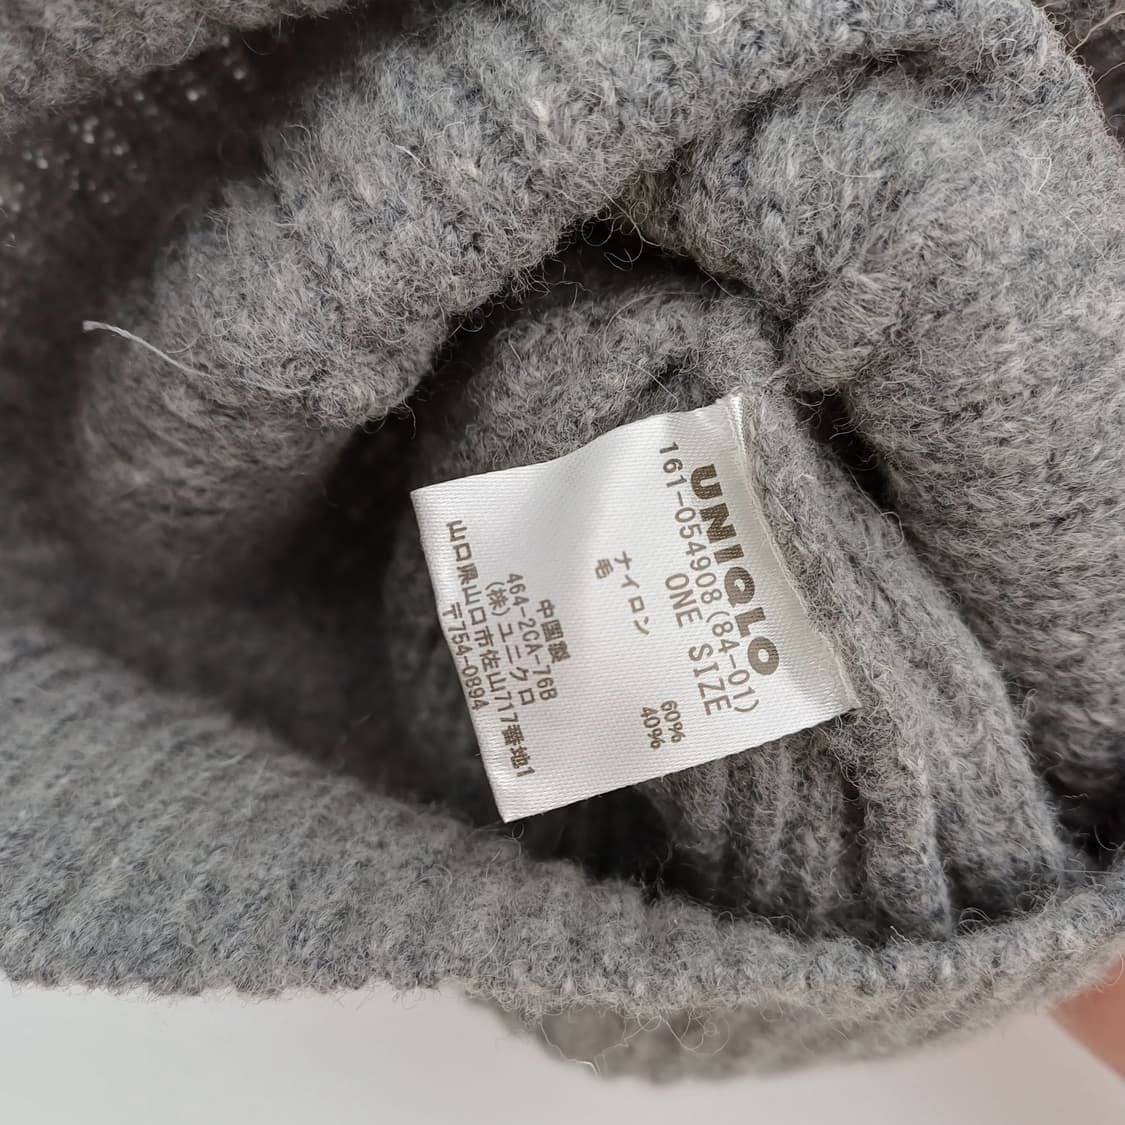 UNIQLO
161-054908(84-01)
ONE SIZE
ナイロン 60%
毛 40%
中国製
464-2CA-76B
(株)ユニクロ
山口県山口市佐山717番地1
〒754-0894